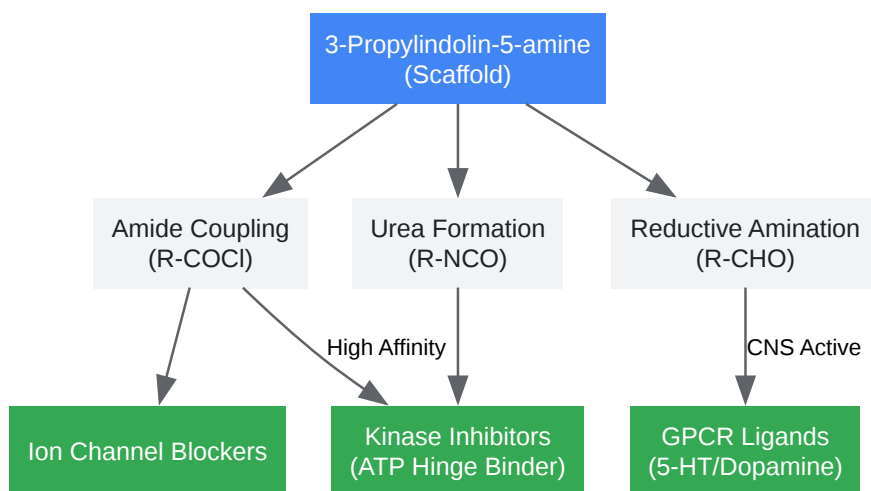 3-Propylindolin-5-amine
(Scaffold)
Amide Coupling
(R-COCl)
Urea Formation
(R-NCO)
Reductive Amination
(R-CHO)
High Affinity
CNS Active
Ion Channel Blockers
Kinase Inhibitors
(ATP Hinge Binder)
GPCR Ligands
(5-HT/Dopamine)